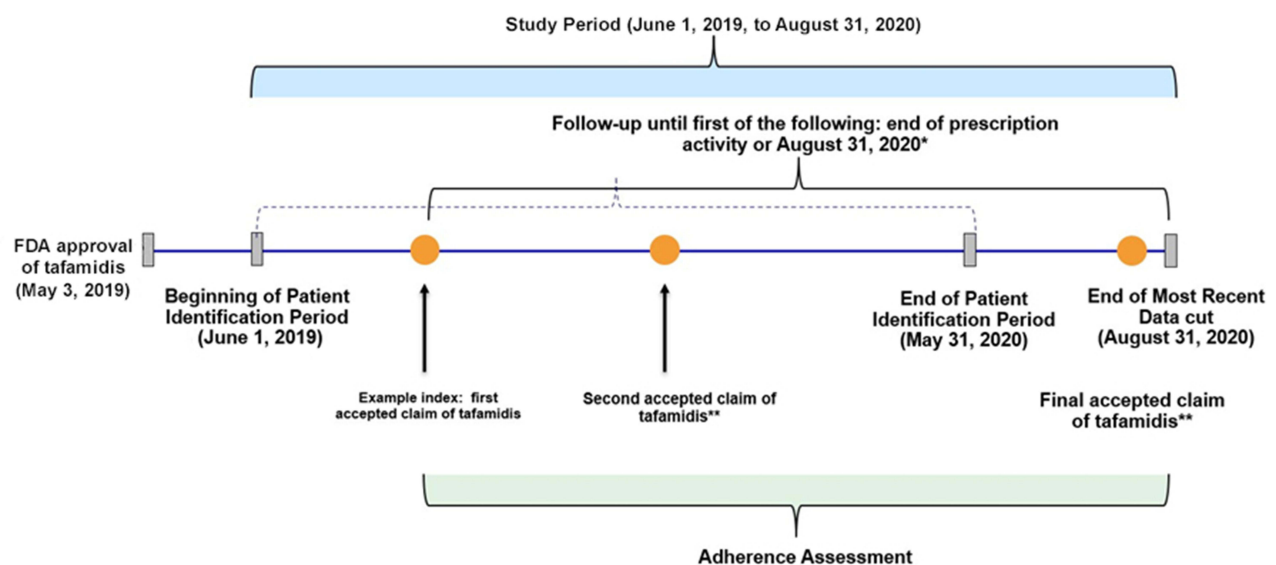 Study Period (June 1, 2019, to August 31, 2020)
Follow-up until first of the following: end of prescription
activity or August 31, 2020*
FDA approval
of tafamidis
(May 3, 2019)
Beginning of Patient
Identification Period
(June 1, 2019)
End of Patient
Identification Period
(May 31, 2020)
End of Most Recent
Data cut
(August 31, 2020)
Example index: first
accepted claim of tafamidis
Second accepted claim of
tafamidis**
Final accepted claim
of tafamidis**
Adherence Assessment